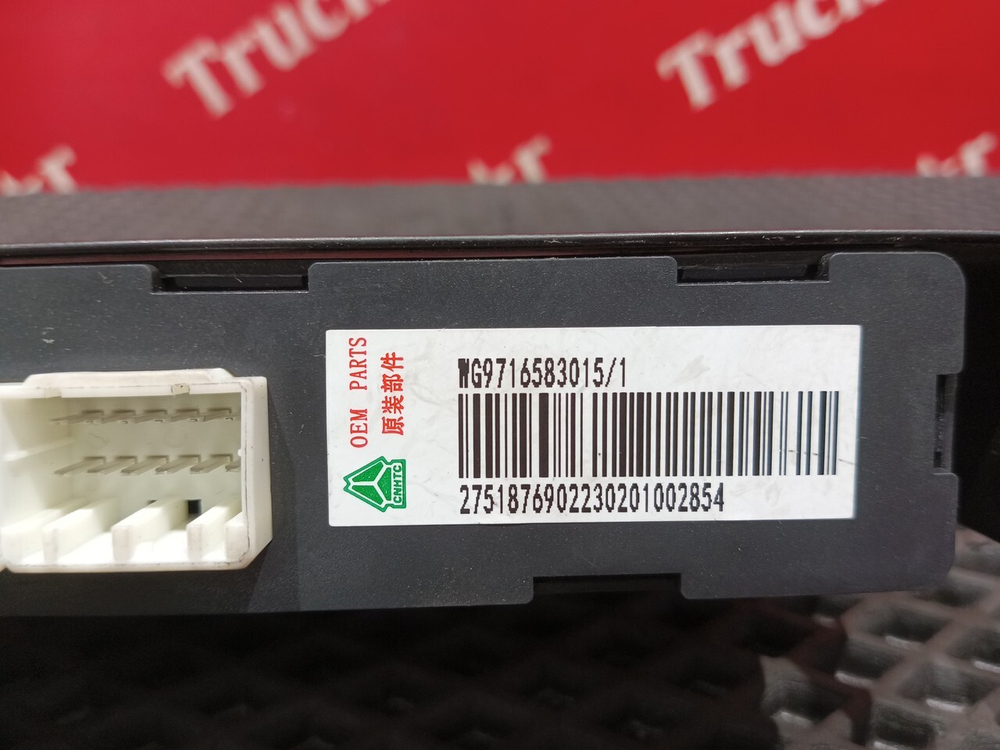 Truck
Truck
OEM PARTS
原装部件
CNHTC
WG9716583015/1
2751876902230201002854